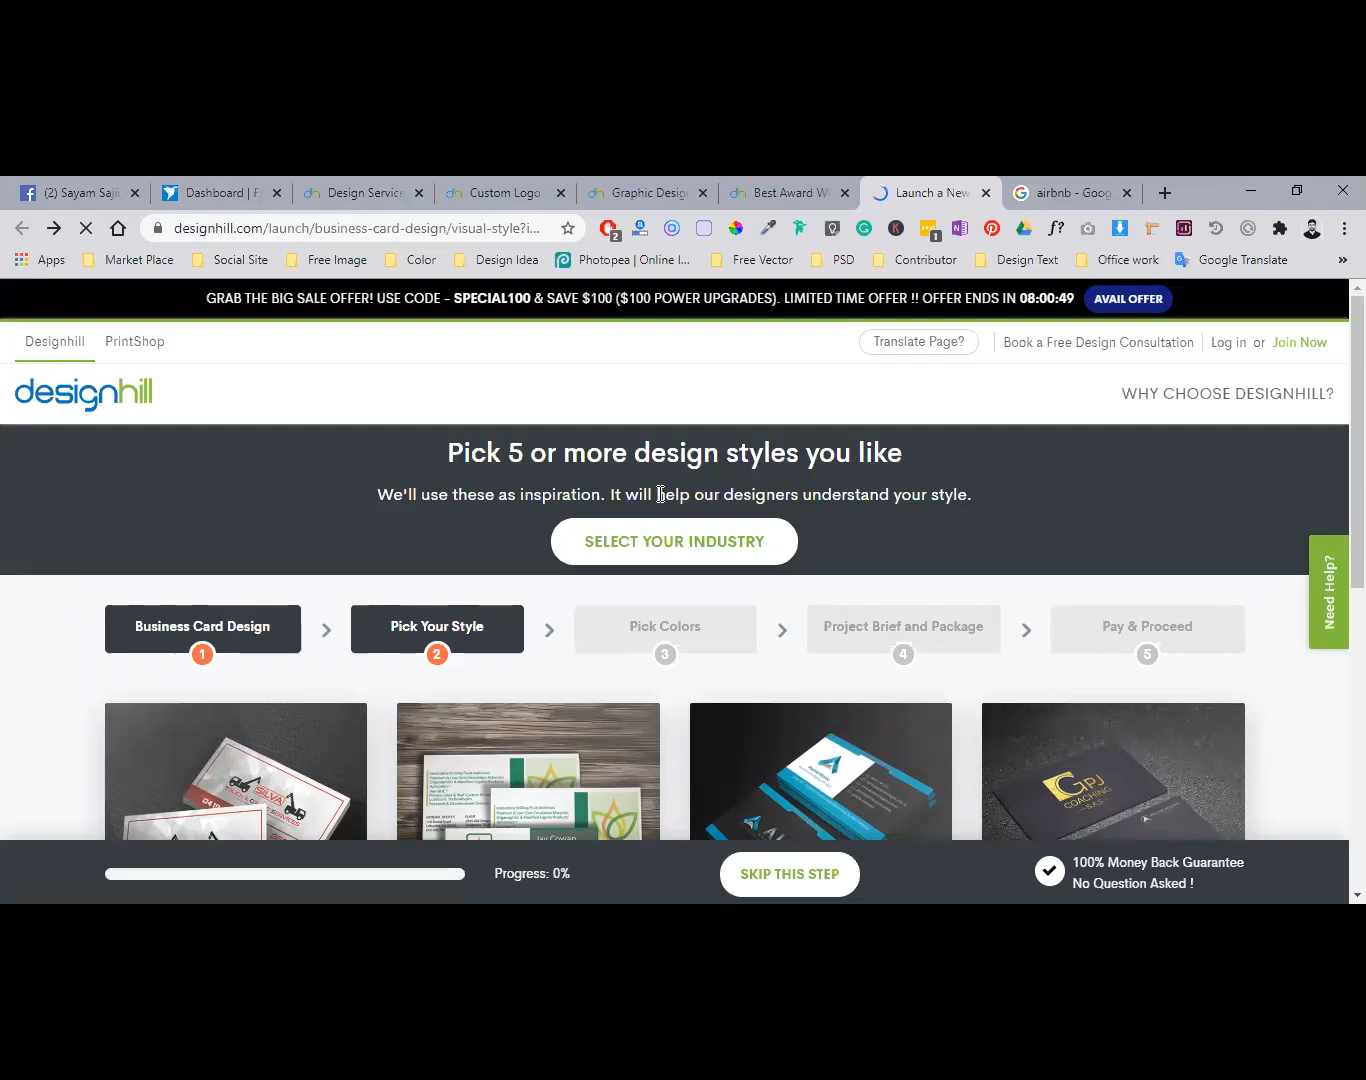 (2) Sayam Saji
Dashboard | F
Design Service
Custom Logo
Graphic Desig
Best Award W
Launch a New
airbnb - Goog
designhill.com/launch/business-card-design/visual-style?i...
2
1
f?
Apps
Market Place
Social Site
Free Image
Color
Design Idea
Photopea | Online I...
Free Vector
PSD
Contributor
Design Text
Office work
Google Translate
»
GRAB THE BIG SALE OFFER! USE CODE - SPECIAL100 & SAVE $100 ($100 POWER UPGRADES). LIMITED TIME OFFER !! OFFER ENDS IN 08:00:49
AVAIL OFFER
Designhill
PrintShop
Translate Page?
Book a Free Design Consultation
Log in or Join Now
designhill
WHY CHOOSE DESIGNHILL?
Pick 5 or more design styles you like
We'll use these as inspiration. It will help our designers understand your style.
SELECT YOUR INDUSTRY
Need Help?
Business Card Design
1
Pick Your Style
2
Pick Colors
3
Project Brief and Package
4
Pay & Proceed
5
SILVA
GPJ
COACHING
S.A.S.
Jay Cowan
Progress: 0%
SKIP THIS STEP
100% Money Back Guarantee
No Question Asked !